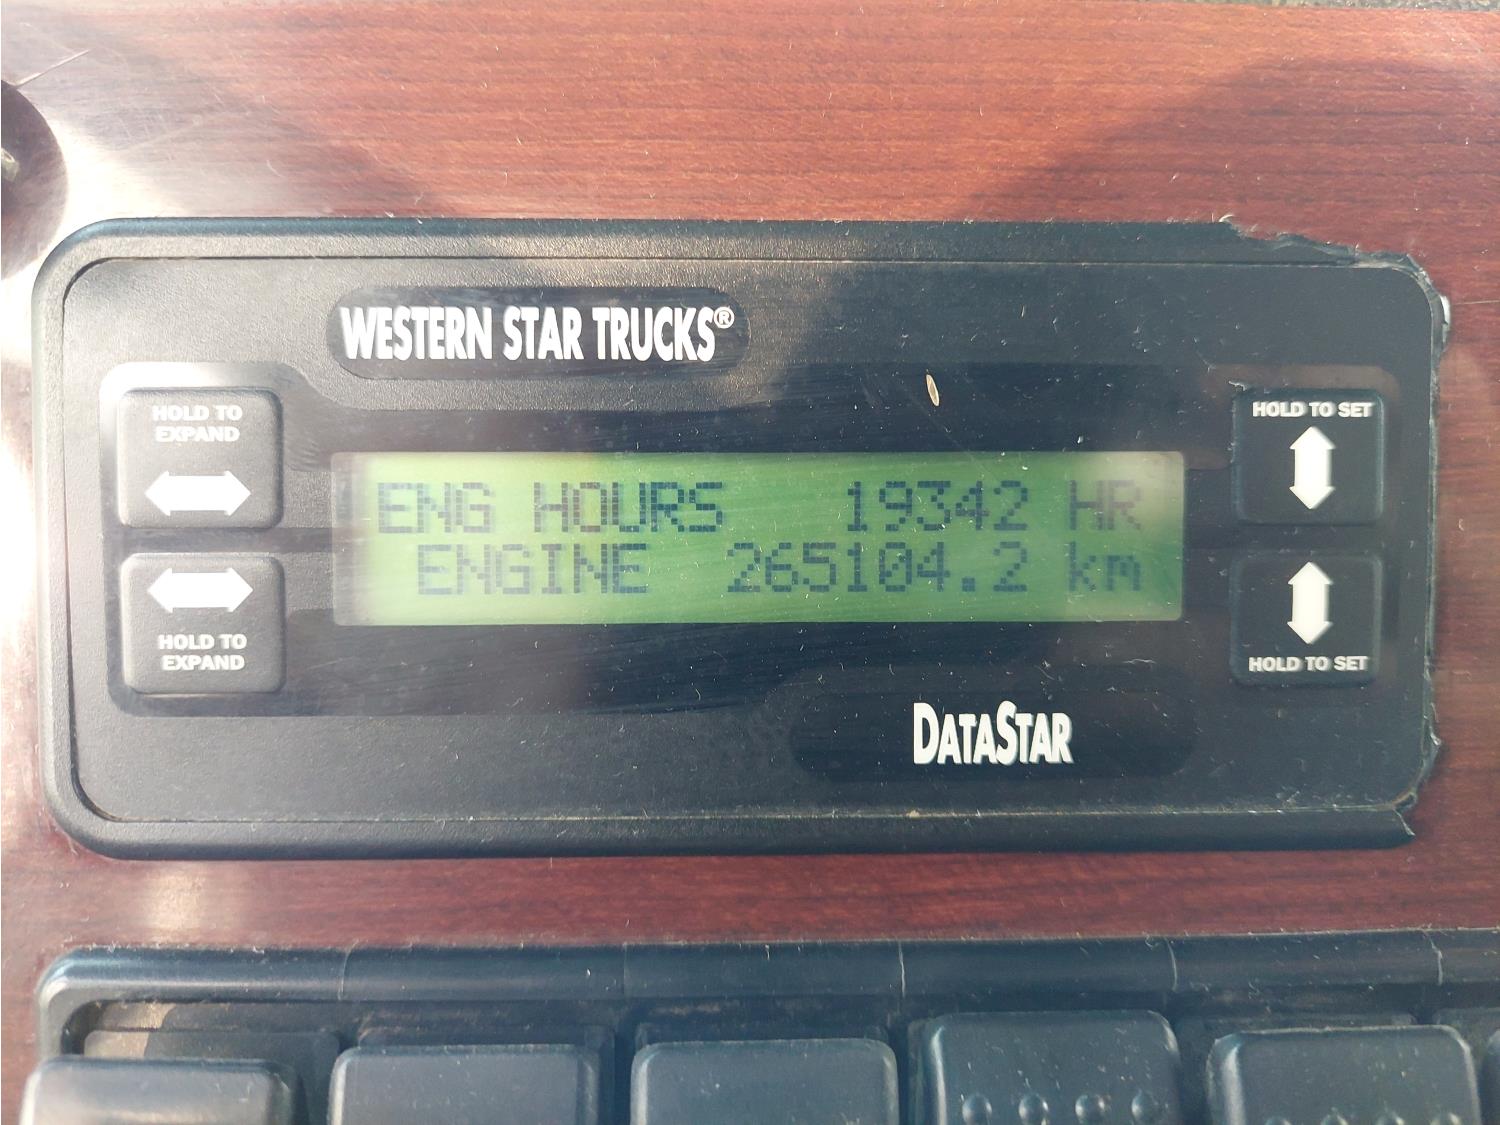 WESTERN STAR TRUCKS®
HOLD TO
EXPAND
HOLD TO SET
ENG HOURS 19342 HR
ENGINE 265104.2 km
HOLD TO
EXPAND
HOLD TO SET
DATASTAR